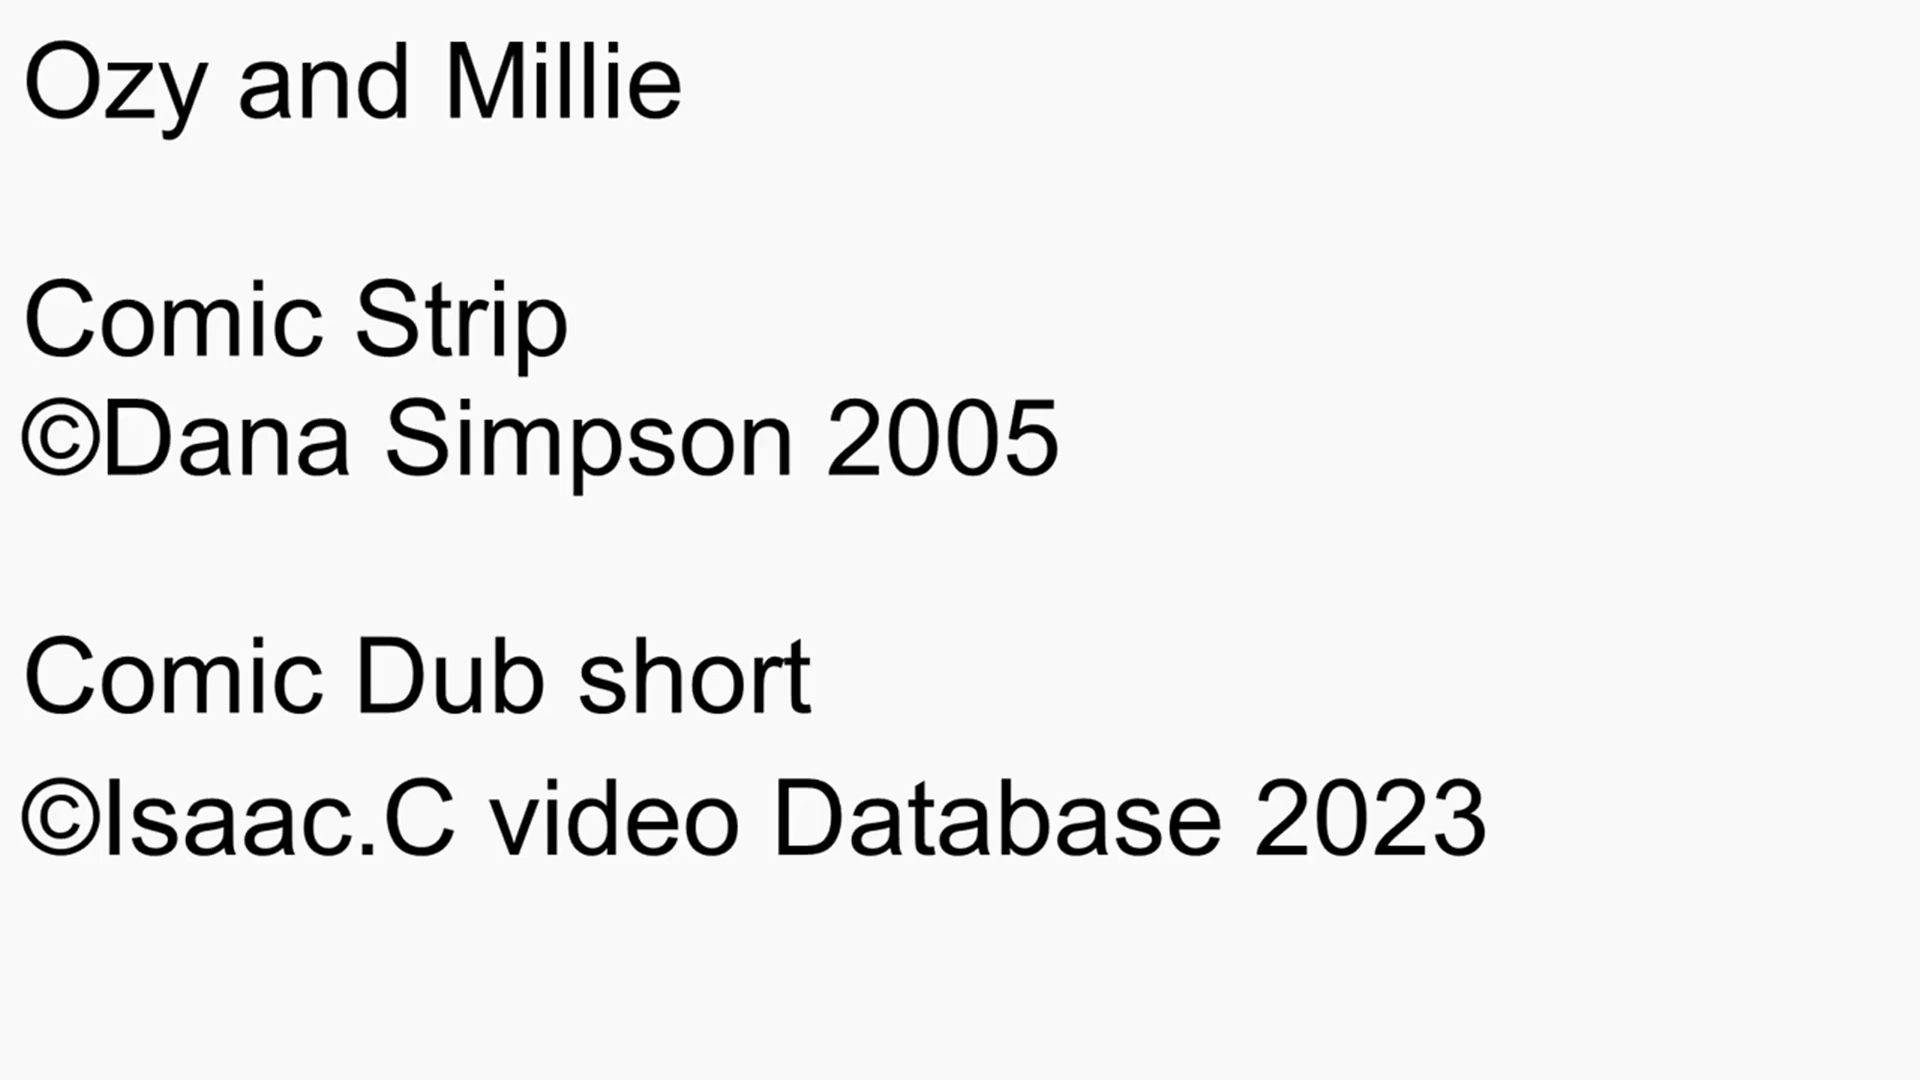 Ozy and Millie
Comic Strip
©Dana Simpson 2005
Comic Dub short
©Isaac.C video Database 2023